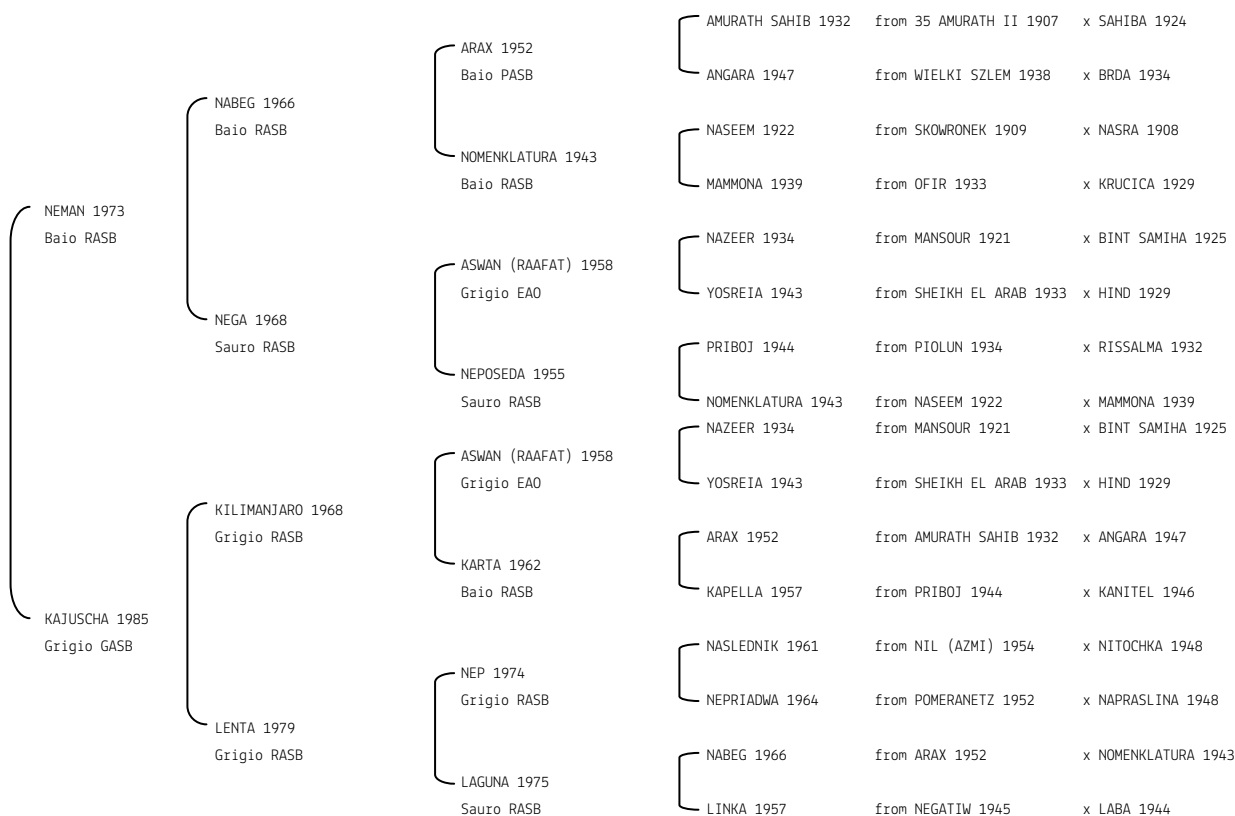 AMURATH SAHIB 1932 from 35 AMURATH II 1907 x SAHIBA 1924
ARAX 1952
Baio PASB
ANGARA 1947 from WIELKI SZLEM 1938 x BRDA 1934
NABEG 1966
Baio RASB
NASEEM 1922 from SKOWRONEK 1909 x NASRA 1908
NOMENKLATURA 1943
Baio RASB
MAMMONA 1939 from OFIR 1933 x KRUCICA 1929
NEMAN 1973
Baio RASB
NAZEER 1934 from MANSOUR 1921 x BINT SAMIHA 1925
ASWAN (RAAFAT) 1958
Grigio EAO
YOSREIA 1943 from SHEIKH EL ARAB 1933 x HIND 1929
NEGA 1968
Sauro RASB
PRIBOJ 1944 from PIOLUN 1934 x RISSALMA 1932
NEPOSEDA 1955
Sauro RASB
NOMENKLATURA 1943 from NASEEM 1922 x MAMMONA 1939
NAZEER 1934 from MANSOUR 1921 x BINT SAMIHA 1925
ASWAN (RAAFAT) 1958
Grigio EAO
YOSREIA 1943 from SHEIKH EL ARAB 1933 x HIND 1929
KILIMANJARO 1968
Grigio RASB
ARAX 1952 from AMURATH SAHIB 1932 x ANGARA 1947
KARTA 1962
Baio RASB
KAPELLA 1957 from PRIBOJ 1944 x KANITEL 1946
KAJUSCHA 1985
Grigio GASB
NASLEDNIK 1961 from NIL (AZMI) 1954 x NITOCHKA 1948
NEP 1974
Grigio RASB
NEPRIADWA 1964 from POMERANETZ 1952 x NAPRASLINA 1948
LENTA 1979
Grigio RASB
NABEG 1966 from ARAX 1952 x NOMENKLATURA 1943
LAGUNA 1975
Sauro RASB
LINKA 1957 from NEGATIW 1945 x LABA 1944